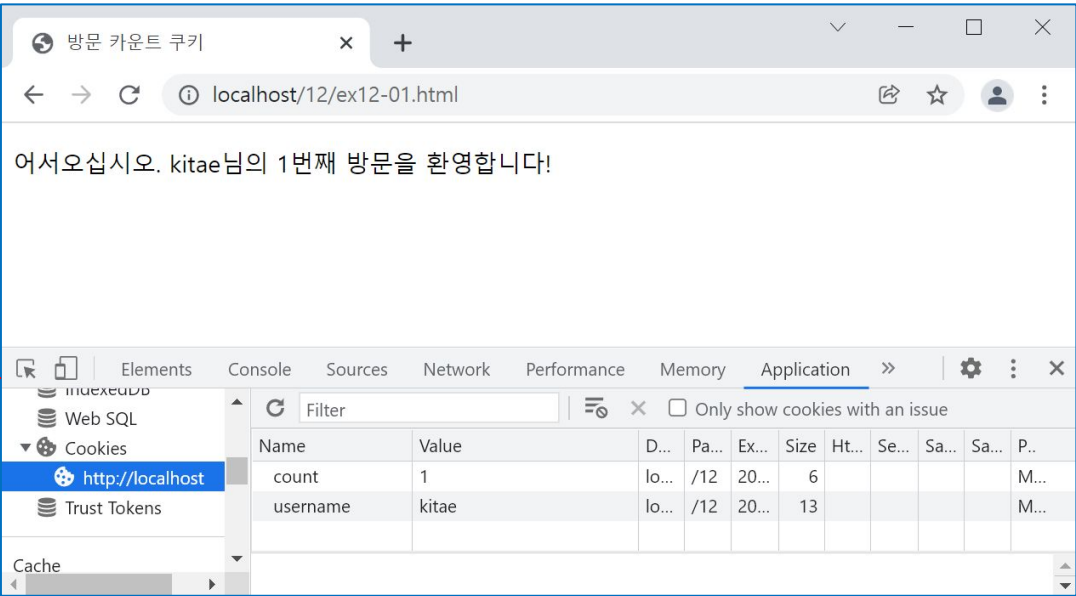 방문 카운트 쿠키
localhost/12/ex12-01.html
어서오십시오. kitae님의 1번째 방문을 환영합니다!
Elements Console Sources Network Performance Memory Application
IndexedDB
Web SQL
Cookies
http://localhost
Trust Tokens
Cache
Filter Only show cookies with an issue
Name Value D... Pa... Ex... Size Ht... Se... Sa... Sa... P..
count 1 lo... /12 20... 6 M...
username kitae lo... /12 20... 13 M...